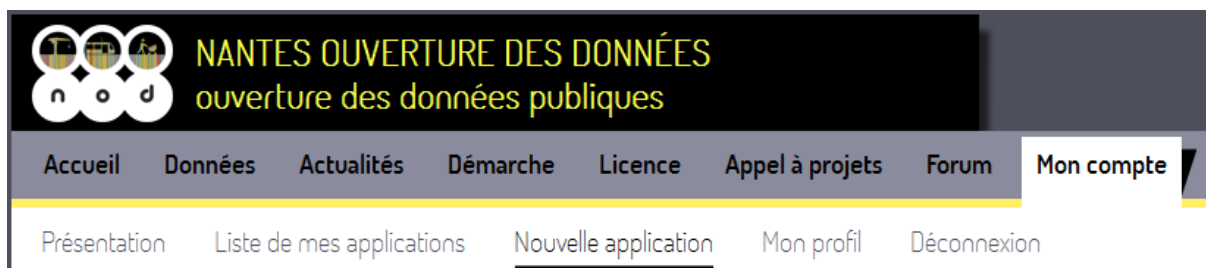 NANTES OUVERTURE DES DONNÉES
ouverture des données publiques
nod
Accueil Données Actualités Démarche Licence Appel à projets Forum Mon compte
Présentation Liste de mes applications Nouvelle application Mon profil Déconnexion